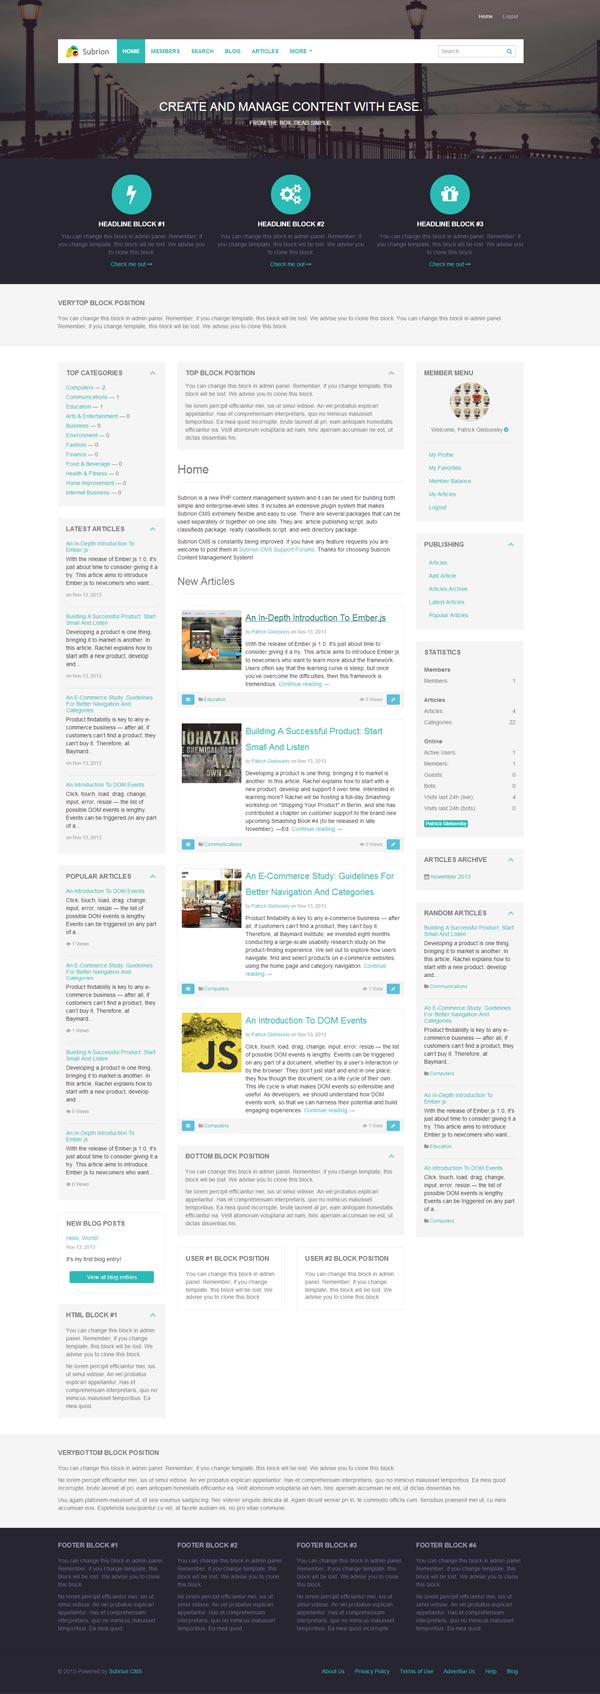 Home Logout
Subrion HOME MEMBERS SEARCH BLOG ARTICLES MORE Search
CREATE AND MANAGE CONTENT WITH EASE.
FROM THE BOX. DEAD SIMPLE.
HEADLINE BLOCK #1
You can change this block in admin panel. Remember, if
you change template, this block will be lost. We advise you
to clone this block.
Check me out
HEADLINE BLOCK #2
You can change this block in admin panel. Remember, if
you change template, this block will be lost. We advise you
to clone this block.
Check me out
HEADLINE BLOCK #3
You can change this block in admin panel. Remember, if
you change template, this block will be lost. We advise you
to clone this block.
Check me out
VERYTOP BLOCK POSITION
You can change this block in admin panel. Remember, if you change template, this block will be lost. We advise you to clone this block. You can change this block in admin panel.
Remember, if you change template, this block will be lost. We advise you to clone this block.
TOP CATEGORIES
Computers — 2
Communications — 1
Education — 1
Arts & Entertainment — 0
Business — 0
Environment — 0
Fashion — 0
Finance — 0
Food & Beverage — 0
Health & Fitness — 0
Home Improvement — 0
Internet Business — 0
LATEST ARTICLES
An In-Depth Introduction To
Ember.js
With the release of Ember.js 1.0, it's
just about time to consider giving it a
try. This article aims to introduce
Ember.js to newcomers who want...
on Nov 13, 2013
Building A Successful Product: Start
Small And Listen
Developing a product is one thing,
bringing it to market is another. In
this article, Rachel explains how to
start with a new product, develop
and...
on Nov 13, 2013
An E-Commerce Study: Guidelines
For Better Navigation And
Categories
Product findability is key to any e-
commerce business — after all, if
customers can't find a product, they
can't buy it. Therefore, at
Baymard...
on Nov 13, 2013
An Introduction To DOM Events
Click, touch, load, drag, change,
input, error, resize — the list of
possible DOM events is lengthy.
Events can be triggered on any part
of a...
on Nov 13, 2013
POPULAR ARTICLES
An Introduction To DOM Events
Click, touch, load, drag, change,
input, error, resize — the list of
possible DOM events is lengthy.
Events can be triggered on any part
of a...
1 Views
An E-Commerce Study: Guidelines
For Better Navigation And
Categories
Product findability is key to any e-
commerce business — after all, if
customers can't find a product, they
can't buy it. Therefore, at
Baymard...
1 Views
Building A Successful Product: Start
Small And Listen
Developing a product is one thing,
bringing it to market is another. In
this article, Rachel explains how to
start with a new product, develop
and...
0 Views
An In-Depth Introduction To
Ember.js
With the release of Ember.js 1.0, it's
just about time to consider giving it a
try. This article aims to introduce
Ember.js to newcomers who want...
0 Views
NEW BLOG POSTS
Hello, World!
Nov 13, 2013
It's my first blog entry!
View all blog entries
HTML BLOCK #1
You can change this block in admin
panel. Remember, if you change
template, this block will be lost. We
advise you to clone this block.
Ne lorem percipit efficiantur mei, ius
ut simul vidisse. An vel probatus
explicari appellantur. Has et
comprehensam interpretaris, quo no
inimicus maluisset temporibus. Ea
mea quod.
TOP BLOCK POSITION
You can change this block in admin panel. Remember, if you change template,
this block will be lost. We advise you to clone this block.
Ne lorem percipit efficiantur mei, ius ut simul vidisse. An vel probatus explicari
appellantur. Has et comprehensam interpretaris, quo no inimicus maluisset
temporibus. Ea mea quod incorrupte, brute laoreet ei eam, eam antiopam honestatis
efficiantur ea. Velit atomorum voluptaria ad nam, hinc aperiam accumsan ne sit, ut
dictas dissentias his.
Home
Subrion is a new PHP content management system and it can be used for building both
simple and enterprise-level sites. It includes an extensive plugin system that makes
Subrion CMS extremely flexible and easy to use. There are several packages that can be
used separately or together on one site. They are: article publishing script, auto
classifieds package, realty classifieds script, and web directory package.
Subrion CMS is constantly being improved. If you have any feature requests you are
welcome to post them in Subrion CMS Support Forums. Thanks for choosing Subrion
Content Management System!
New Articles
An In-Depth Introduction To Ember.js
by Patrick Glebovsky on Nov 13, 2013
With the release of Ember.js 1.0, it's just about time to
consider giving it a try. This article aims to introduce Ember.js
to newcomers who want to learn more about the framework.
Users often say that the learning curve is steep, but once
you've overcome the difficulties, then this framework is
tremendous. Continue reading →
Education 0 Views
Building A Successful Product: Start
Small And Listen
by Patrick Glebovsky on Nov 13, 2013
Developing a product is one thing, bringing it to market is
another. In this article, Rachel explains how to start with a
new product, develop and support it over time. Interested in
learning more? Rachel will be hosting a full-day Smashing
workshop on "Shipping Your Product" in Berlin, and she has
contributed a chapter on customer support to the brand new
upcoming Smashing Book #4 (to be released in late
November). —Ed. Continue reading →
Communications 0 Views
An E-Commerce Study: Guidelines For
Better Navigation And Categories
by Patrick Glebovsky on Nov 13, 2013
Product findability is key to any e-commerce business — after
all, if customers can't find a product, they can't buy it.
Therefore, at Baymard Institute, we invested eight months
conducting a large-scale usability research study on the
product-finding experience. We set out to explore how users
navigate, find and select products on e-commerce websites,
using the home page and category navigation. Continue
reading →
Computers 1 View
JS
An Introduction To DOM Events
by Patrick Glebovsky on Nov 13, 2013
Click, touch, load, drag, change, input, error, resize — the list
of possible DOM events is lengthy. Events can be triggered
on any part of a document, whether by a user's interaction or
by the browser. They don't just start and end in one place;
they flow though the document, on a life cycle of their own.
This life cycle is what makes DOM events so extensible and
useful. As developers, we should understand how DOM
events work, so that we can harness their potential and build
engaging experiences. Continue reading →
Computers 1 View
BOTTOM BLOCK POSITION
You can change this block in admin panel. Remember, if you change template,
this block will be lost. We advise you to clone this block.
Ne lorem percipit efficiantur mei, ius ut simul vidisse. An vel probatus explicari
appellantur. Has et comprehensam interpretaris, quo no inimicus maluisset
temporibus. Ea mea quod incorrupte, brute laoreet ei eam, eam antiopam honestatis
efficiantur ea. Velit atomorum voluptaria ad nam, hinc aperiam accumsan ne sit, ut
dictas dissentias his.
USER #1 BLOCK POSITION
You can change this block in admin
panel. Remember, if you change
template, this block will be lost. We
advise you to clone this block.
USER #2 BLOCK POSITION
You can change this block in admin
panel. Remember, if you change
template, this block will be lost. We
advise you to clone this block.
MEMBER MENU
Welcome, Patrick Glebovsky
My Profile
My Favorites
Member Balance
My Articles
Logout
PUBLISHING
Articles
Add Article
Articles Archive
Latest Articles
Popular Articles
STATISTICS
Members
Members: 1
Articles
Articles: 4
Categories: 22
Online
Active Users: 1
Members: 1
Guests: 0
Bots: 0
Visits last 24h (live): 4
Visits last 24h (bots): 0
Patrick Glebovsky
ARTICLES ARCHIVE
November 2013
RANDOM ARTICLES
Building A Successful Product: Start
Small And Listen
Developing a product is one thing,
bringing it to market is another. In this
article, Rachel explains how to start
with a new product, develop and...
Communications
An E-Commerce Study: Guidelines
For Better Navigation And
Categories
Product findability is key to any e-
commerce business — after all, if
customers can't find a product, they
can't buy it. Therefore, at Baymard...
Computers
An In-Depth Introduction To
Ember.js
With the release of Ember.js 1.0, it's
just about time to consider giving it a
try. This article aims to introduce
Ember.js to newcomers who want...
Education
An Introduction To DOM Events
Click, touch, load, drag, change,
input, error, resize — the list of
possible DOM events is lengthy.
Events can be triggered on any part
of a...
Computers
VERYBOTTOM BLOCK POSITION
You can change this block in admin panel. Remember, if you change template, this block will be lost. We advise you to clone this block.
Ne lorem percipit efficiantur mei, ius ut simul vidisse. An vel probatus explicari appellantur. Has et comprehensam interpretaris, quo no inimicus maluisset temporibus. Ea mea quod
incorrupte, brute laoreet ei eam, eam antiopam honestatis efficiantur ea. Velit atomorum voluptaria ad nam, hinc aperiam accumsan ne sit, ut dictas dissentias his.
Usu agam platonem maluisset ut, et sea volumus sadipscing. Nec viderer singulis delicata at. Agam dicunt verear pri in, te commodo officiis cum. Sensibus praesent mel ut, cu meis
accumsan eos. Expetenda suscipiantur cu vel, at facete audiam vis, no pro vitae commune.
FOOTER BLOCK #1
You can change this block in admin panel.
Remember, if you change template, this
block will be lost. We advise you to clone
this block.
Ne lorem percipit efficiantur mei, ius ut
simul vidisse. An vel probatus explicari
appellantur. Has et comprehensam
interpretaris, quo no inimicus maluisset
temporibus. Ea mea quod.
FOOTER BLOCK #2
You can change this block in admin panel.
Remember, if you change template, this
block will be lost. We advise you to clone
this block.
Ne lorem percipit efficiantur mei, ius ut
simul vidisse. An vel probatus explicari
appellantur. Has et comprehensam
interpretaris, quo no inimicus maluisset
temporibus. Ea mea quod.
FOOTER BLOCK #3
You can change this block in admin panel.
Remember, if you change template, this
block will be lost. We advise you to clone
this block.
Ne lorem percipit efficiantur mei, ius ut
simul vidisse. An vel probatus explicari
appellantur. Has et comprehensam
interpretaris, quo no inimicus maluisset
temporibus. Ea mea quod incorrupte.
FOOTER BLOCK #4
You can change this block in admin panel.
Remember, if you change template, this
block will be lost. We advise you to clone
this block.
Ne lorem percipit efficiantur mei, ius ut
simul vidisse. An vel probatus explicari
appellantur. Has et comprehensam
interpretaris, quo no inimicus maluisset
temporibus. Ea mea quod
© 2013 Powered by Subrion CMS
About Us Privacy Policy Terms of Use Advertise Us Help Blog